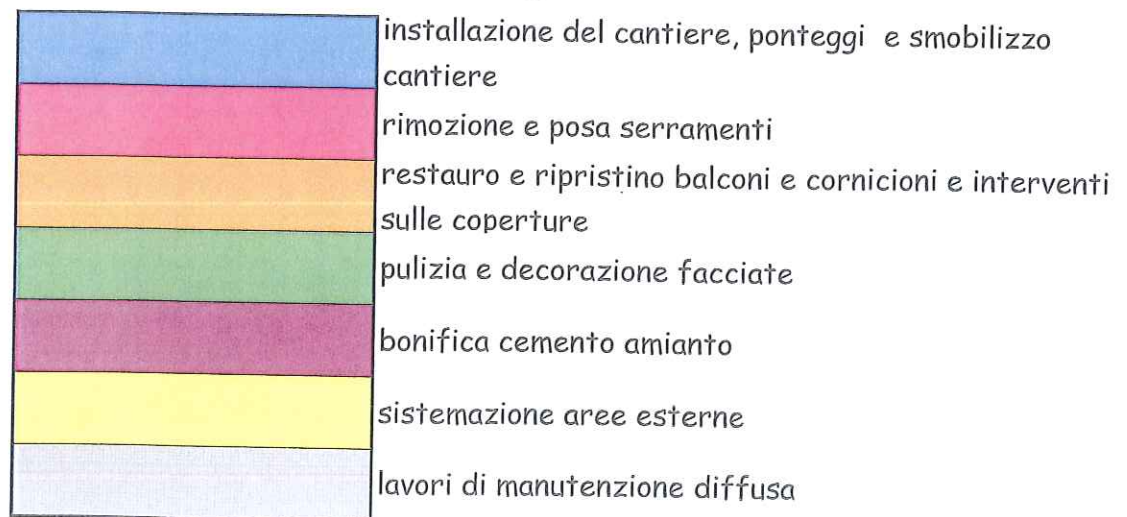 installazione del cantiere, ponteggi e smobilizzo
cantiere
rimozione e posa serramenti
restauro e ripristino balconi e cornicioni e interventi
sulle coperture
pulizia e decorazione facciate
bonifica cemento amianto
sistemazione aree esterne
lavori di manutenzione diffusa